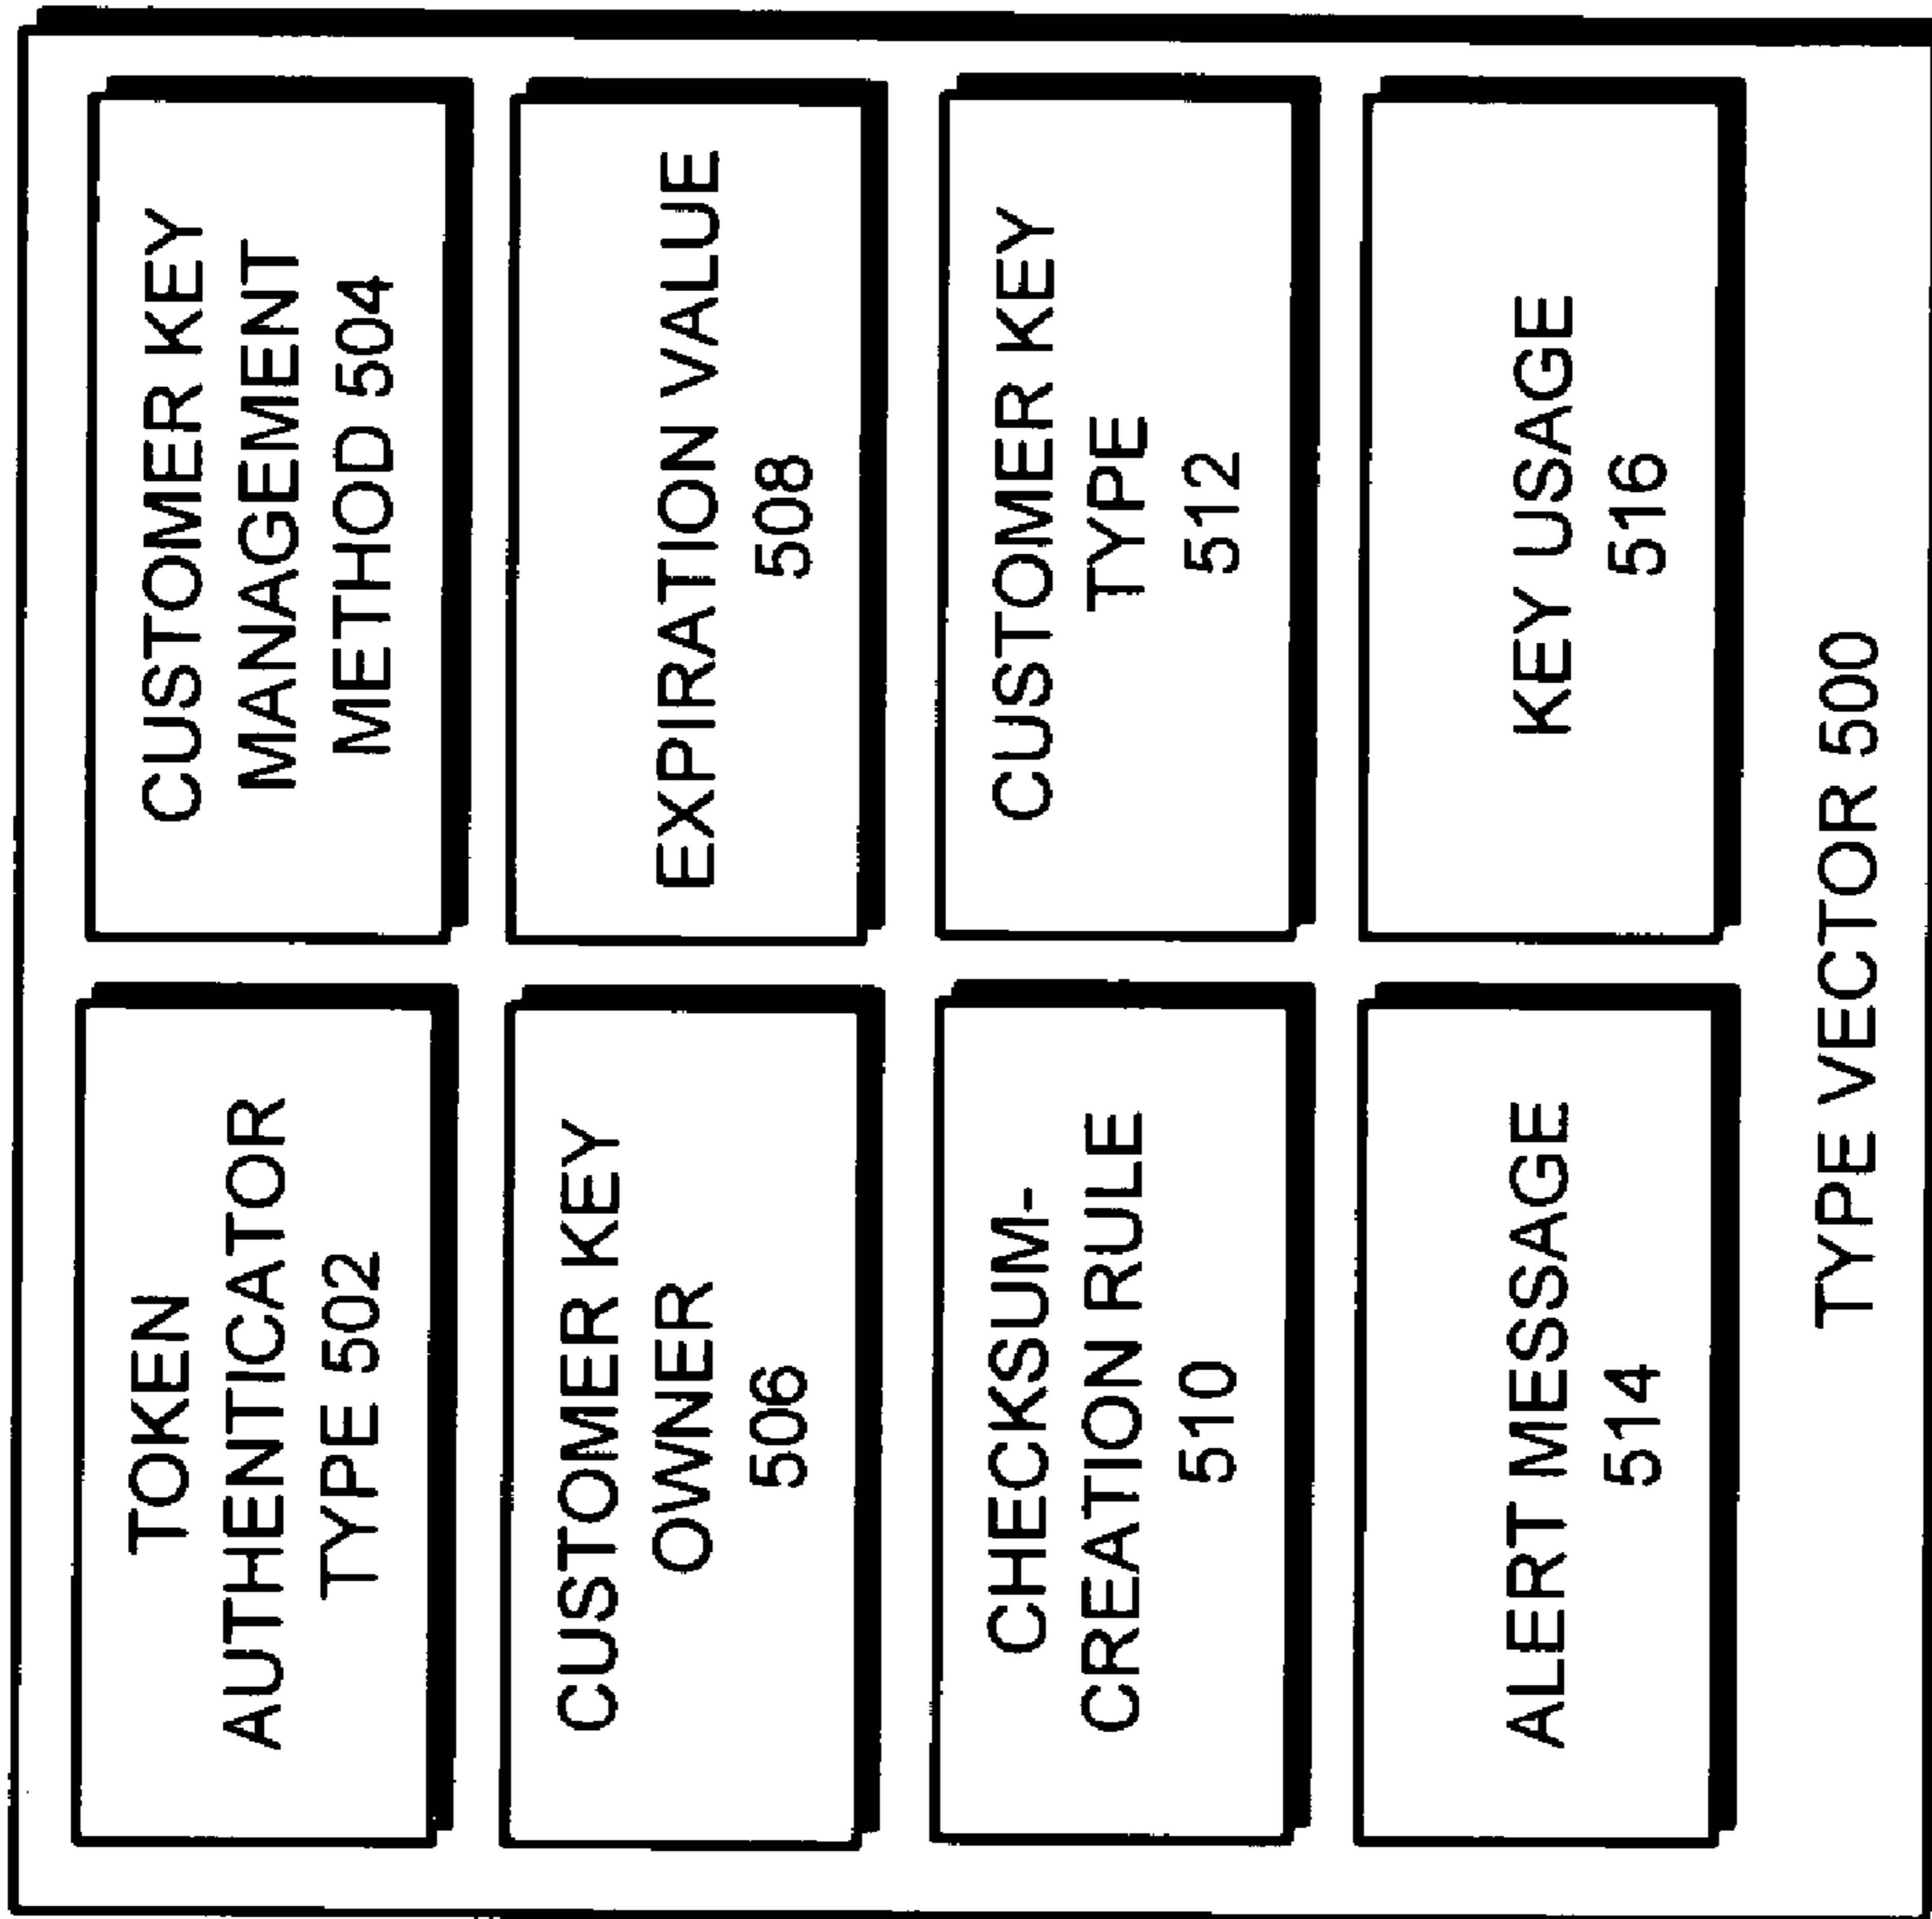 TOKEN
AUTHENTICATOR
TYPE 502
CUSTOMER KEY
MANAGEMENT
METHOD 504
CUSTOMER KEY
OWNER
506
EXPIRATION VALUE
508
CHECKSUM-
CREATION RULE
510
CUSTOMER KEY
TYPE
512
ALERT MESSAGE
514
KEY USAGE
516
TYPE VECTOR 500